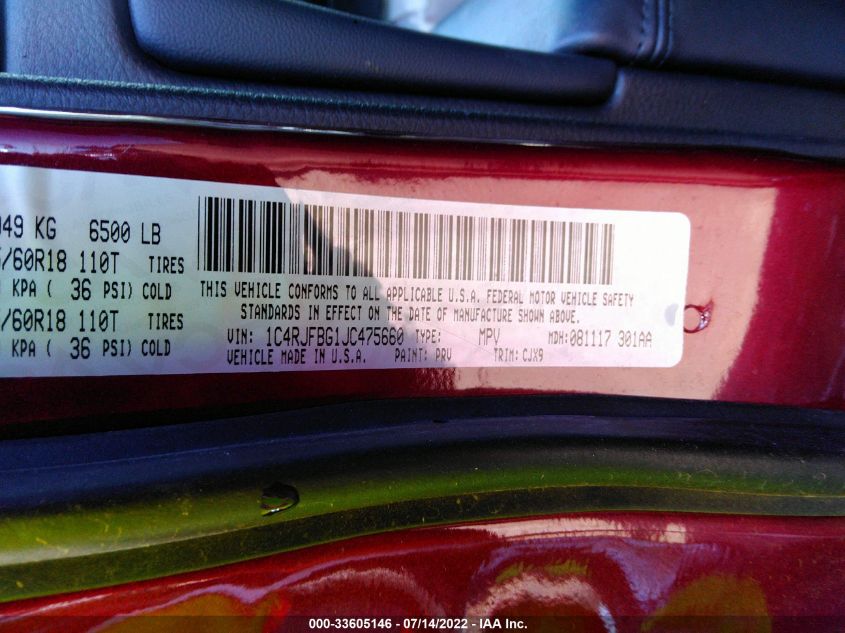 949 KG 6500 LB
/60R18 110T TIRES
KPA ( 36 PSI) COLD
/60R18 110T TIRES
KPA ( 36 PSI) COLD
THIS VEHICLE CONFORMS TO ALL APPLICABLE U.S.A. FEDERAL MOTOR VEHICLE SAFETY
STANDARDS IN EFFECT ON THE DATE OF MANUFACTURE SHOWN ABOVE.
VIN: 1C4RJFBG1JC475660 TYPE: MPV MDH: 081117 301AA
VEHICLE MADE IN U.S.A. PAINT: PRV TRIM: CJX9
000-33605146 - 07/14/2022 - IAA Inc.